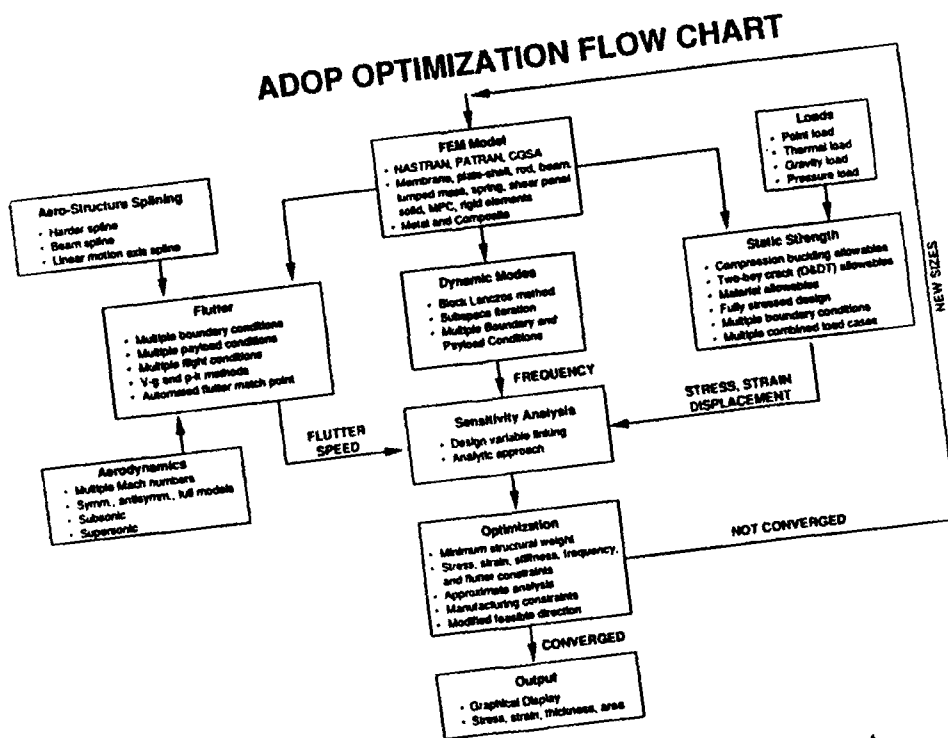 ADOP OPTIMIZATION FLOW CHART
FEM Model
• NASTRAN, PATRAN, CGSA
• Membrane, plate-shell, rod, beam,
lumped mass, spring, shear panel
solid, MPC, rigid elements
• Metal and Composite
Loads
• Point load
• Thermal load
• Gravity load
• Pressure load
Aero-Structure Splining
• Harder spline
• Beam spline
• Linear motion axis spline
Static Strength
• Compression buckling allowables
• Two-bay crack (D&DT) allowables
• Material allowables
• Fully stressed design
• Multiple boundary conditions
• Multiple combined load cases
Dynamic Modes
• Block Lanczos method
• Subspace iteration
• Multiple Boundary and
Payload Conditions
Flutter
• Multiple boundary conditions
• Multiple payload conditions
• Multiple flight conditions
• V-g and p-k methods
• Automated flutter match point
NEW SIZES
FREQUENCY
STRESS, STRAIN
DISPLACEMENT
FLUTTER
SPEED
Sensitivity Analysis
• Design variable linking
• Analytic approach
Aerodynamics
• Multiple Mach numbers
• Symm., antisymm., full models
• Subsonic
• Supersonic
Optimization
• Minimum structural weight
• Stress, strain, stiffness, frequency,
and flutter constraints
• Approximate analysis
• Manufacturing constraints
• Modified feasible direction
NOT CONVERGED
CONVERGED
Output
• Graphical Display
• Stress, strain, thickness, area